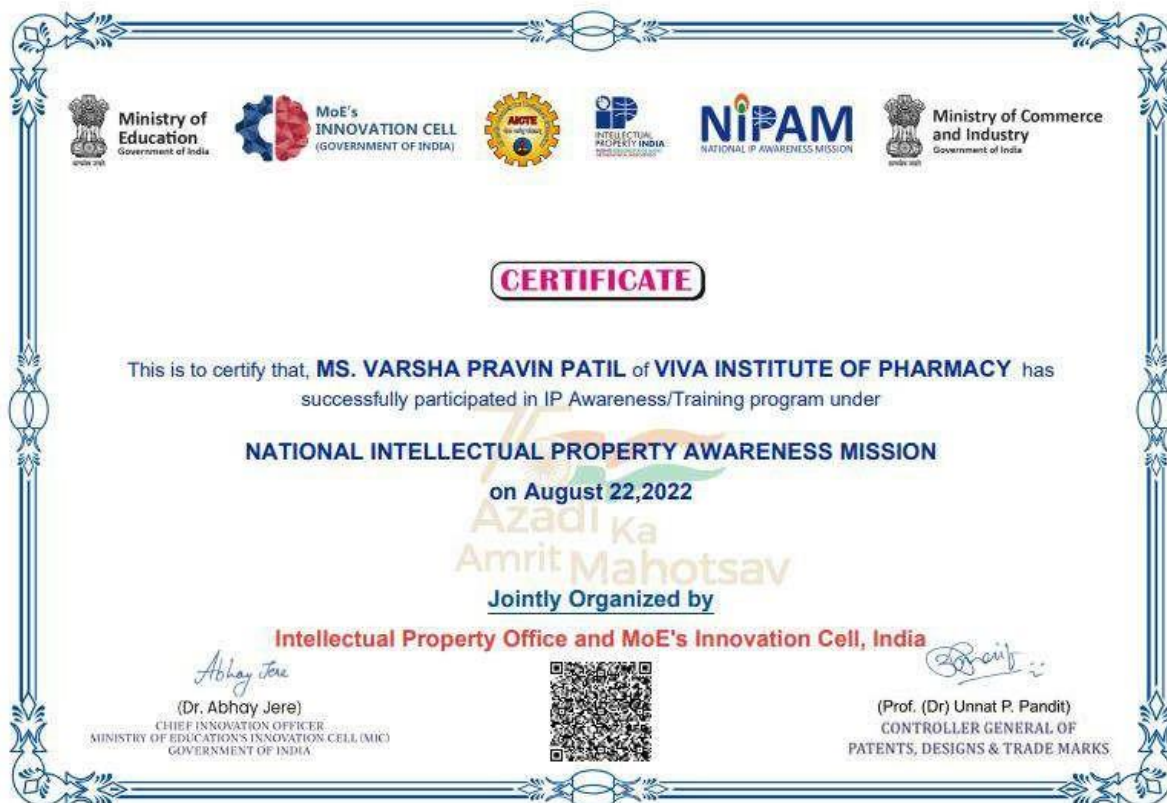 Ministry of
Education
Government of India
MoE's
INNOVATION CELL
(GOVERNMENT OF INDIA)
AICTE
INTELLECTUAL
PROPERTY INDIA
NiPAM
NATIONAL IP AWARENESS MISSION
Ministry of Commerce
and Industry
Government of India
CERTIFICATE
This is to certify that, MS. VARSHA PRAVIN PATIL of VIVA INSTITUTE OF PHARMACY has
successfully participated in IP Awareness/Training program under
NATIONAL INTELLECTUAL PROPERTY AWARENESS MISSION
on August 22,2022
75
Azadi Ka
Amrit Mahotsav
Jointly Organized by
Intellectual Property Office and MoE's Innovation Cell, India
Abhay Jere
(Dr. Abhay Jere)
CHIEF INNOVATION OFFICER
MINISTRY OF EDUCATION'S INNOVATION CELL (MIC)
GOVERNMENT OF INDIA
(Prof. (Dr) Unnat P. Pandit)
CONTROLLER GENERAL OF
PATENTS, DESIGNS & TRADE MARKS